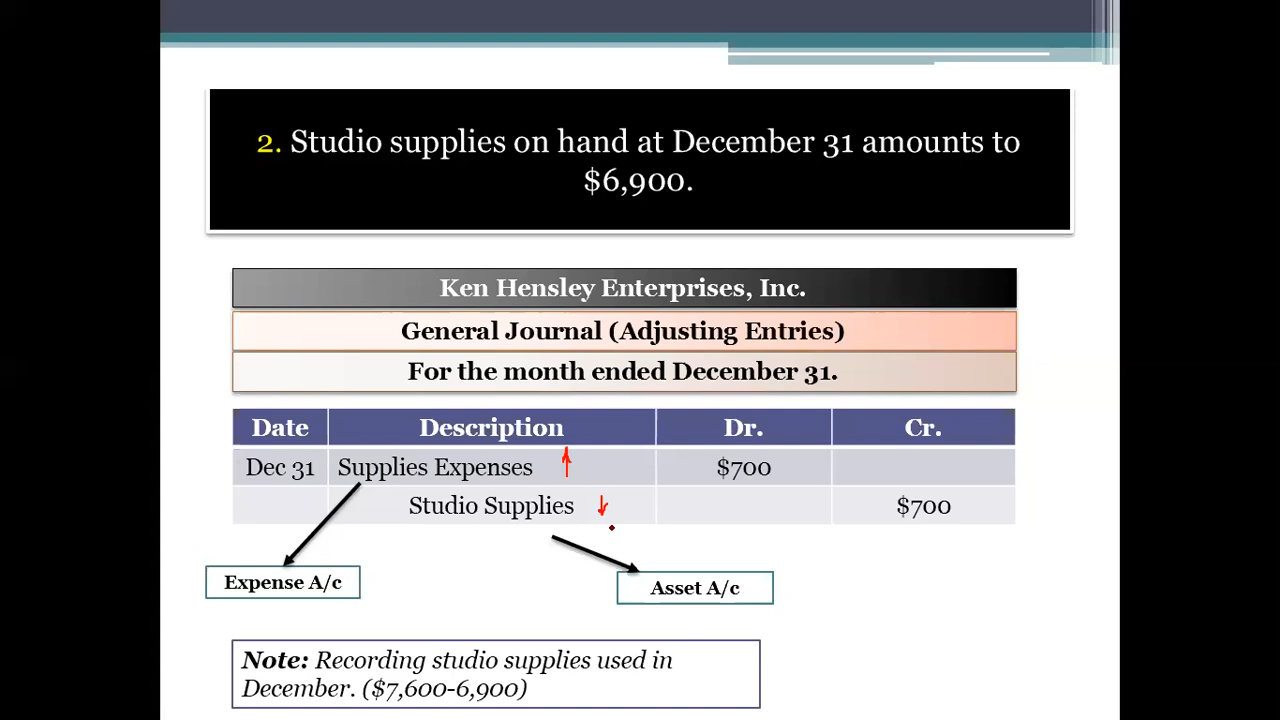 2. Studio supplies on hand at December 31 amounts to
$6,900.
Ken Hensley Enterprises, Inc.
General Journal (Adjusting Entries)
For the month ended December 31.
Date Description Dr. Cr.
Dec 31 Supplies Expenses $700
Studio Supplies $700
Expense A/c
Asset A/c
Note: Recording studio supplies used in
December. ($7,600-6,900)